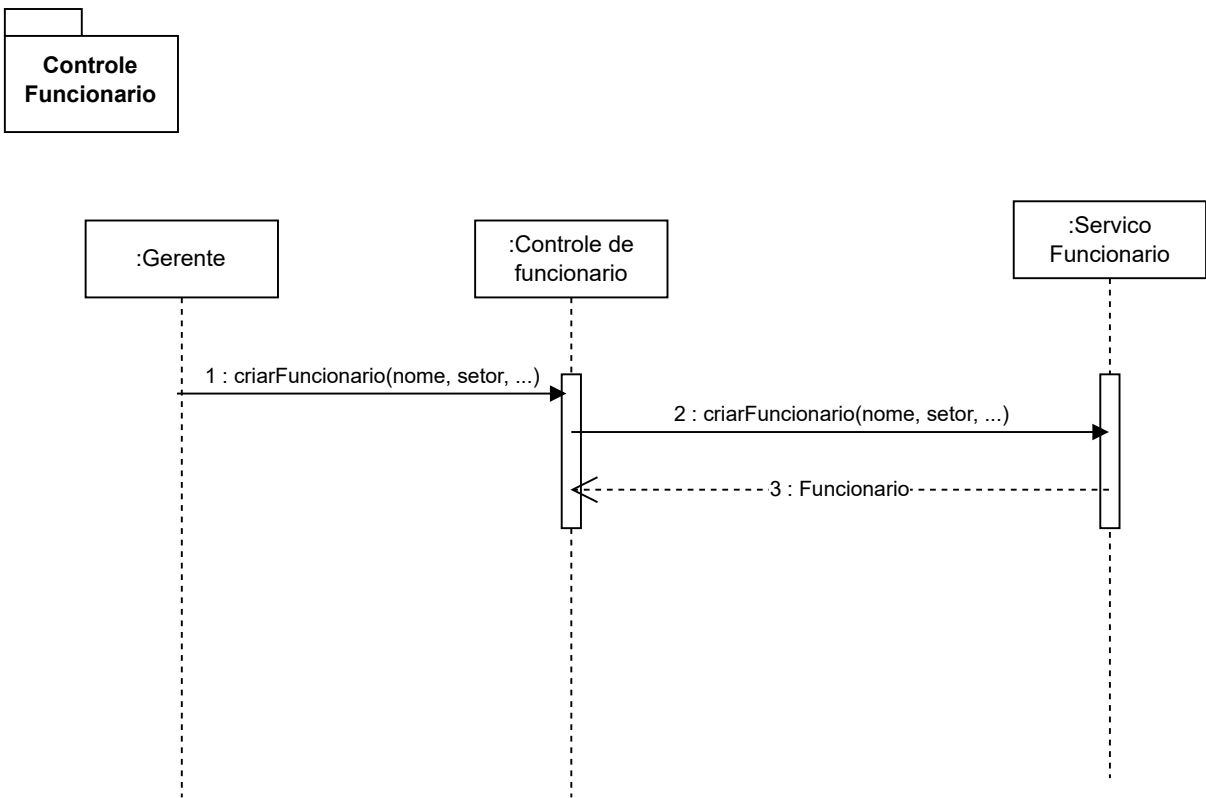 Controle
Funcionario
:Gerente
:Controle de
funcionario
:Servico
Funcionario
1 : criarFuncionario(nome, setor, ...)
2 : criarFuncionario(nome, setor, ...)
3 : Funcionario